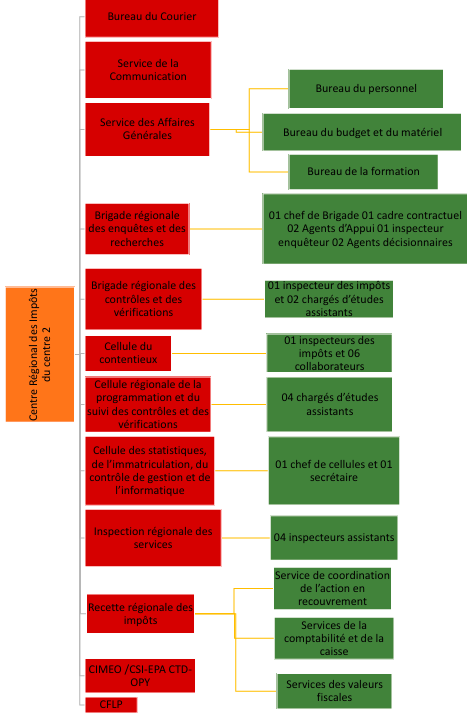 Centre Régional des Impôts
du centre 2
Bureau du Courier
Service de la
Communication
Service des Affaires
Générales
Bureau du personnel
Bureau du budget et du matériel
Bureau de la formation
Brigade régionale
des enquêtes et des
recherches
01 chef de Brigade 01 cadre contractuel
02 Agents d'Appui 01 inspecteur
enquêteur 02 Agents décisionnaires
Brigade régionale des
contrôles et des
vérifications
01 inspecteur des impôts
et 02 chargés d'études
assistants
Cellule du
contentieux
01 inspecteurs des
impôts et 06
collaborateurs
Cellule régionale de la
programmation et du
suivi des contrôles et des
vérifications
04 chargés d'études
assistants
Cellule des statistiques,
de l'immatriculation, du
contrôle de gestion et de
l'informatique
01 chef de cellules et 01
secrétaire
Inspection régionale des
services
04 inspecteurs assistants
Recette régionale des
impôts
Service de coordination
de l'action en
recouvrement
Services de la
comptabilité et de la
caisse
Services des valeurs
fiscales
CIMEO /CSI-EPA CTD-
OPY
CFLP